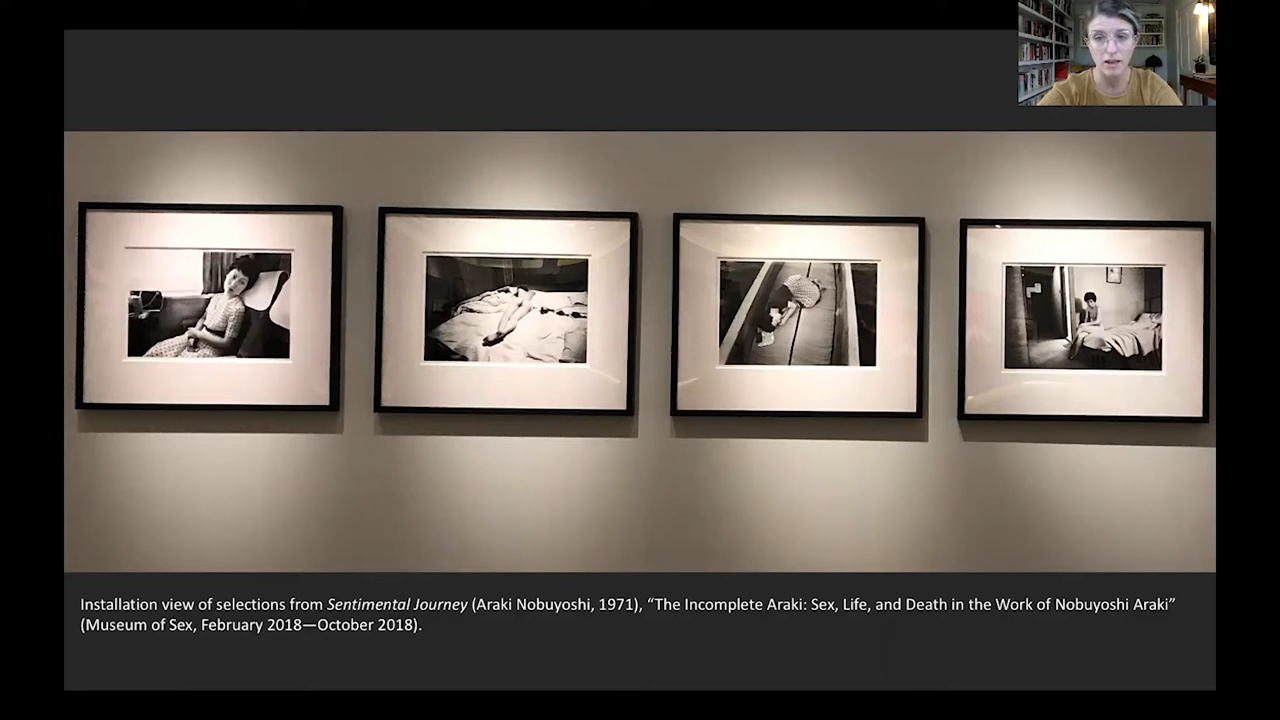 Installation view of selections from Sentimental Journey (Araki Nobuyoshi, 1971), “The Incomplete Araki: Sex, Life, and Death in the Work of Nobuyoshi Araki”
(Museum of Sex, February 2018—October 2018).